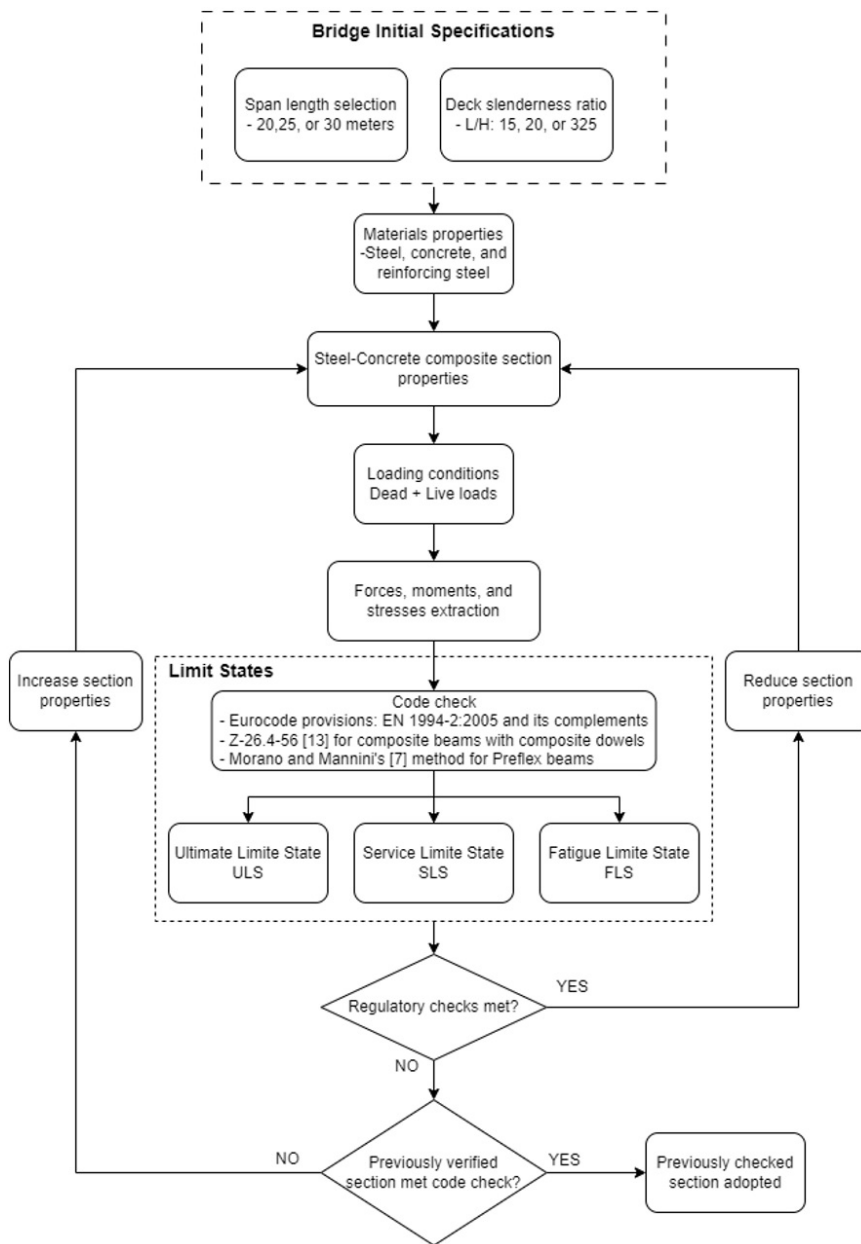 Bridge Initial Specifications
Span length selection
- 20,25, or 30 meters
Deck slenderness ratio
- L/H: 15, 20, or 325
Materials properties
-Steel, concrete, and
reinforcing steel
Steel-Concrete composite section
properties
Loading conditions
Dead + Live loads
Forces, moments, and
stresses extraction
Increase section
properties
Reduce section
properties
Limit States
Code check
- Eurocode provisions: EN 1994-2:2005 and its complements
- Z-26.4-56 [13] for composite beams with composite dowels
- Morano and Mannini's [7] method for Preflex beams
Ultimate Limite State
ULS
Service Limite State
SLS
Fatigue Limite State
FLS
Regulatory checks met?
YES
NO
Previously verified
section met code check?
NO
YES
Previously checked
section adopted